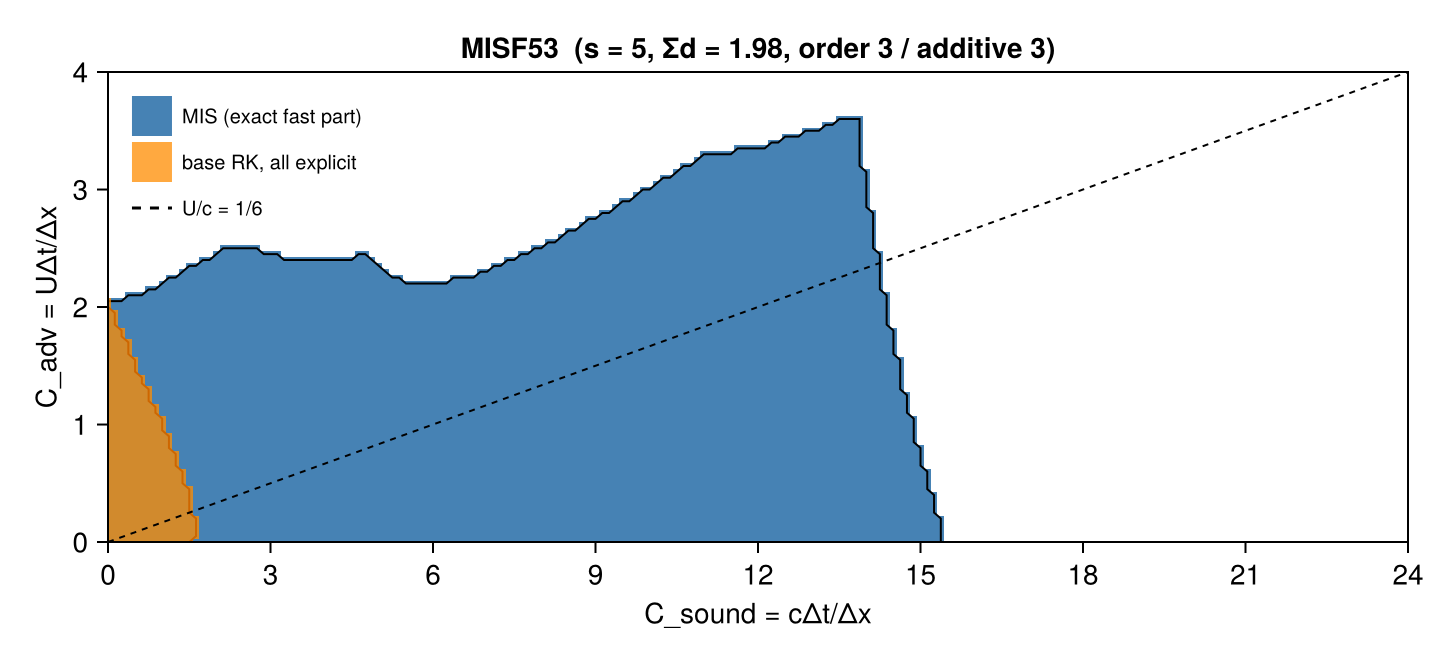 MISF53 (s = 5, Σd = 1.98, order 3 / additive 3)
MIS (exact fast part)
base RK, all explicit
U/c = 1/6
C_adv = UΔt/Δx
4
3
2
1
0
0 3 6 9 12 15 18 21 24
C_sound = cΔt/Δx